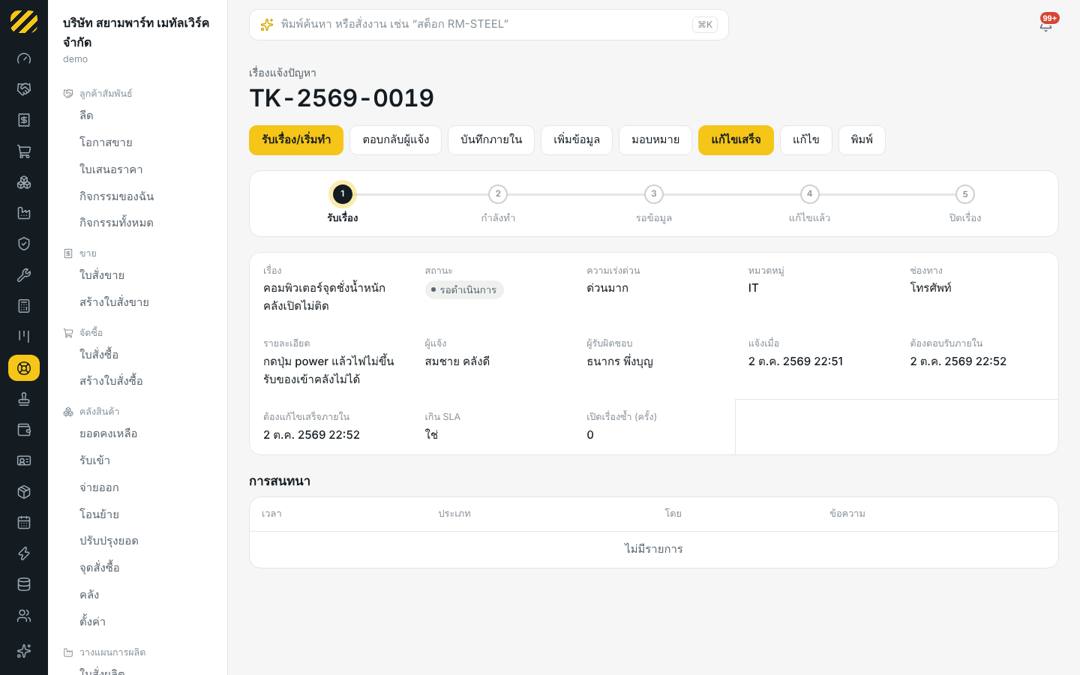 บริษัท สยามพาร์ท เมทัลเวิร์ค
จำกัด
demo
ลูกค้าสัมพันธ์
ลีด
โอกาสขาย
ใบเสนอราคา
กิจกรรมของฉัน
กิจกรรมทั้งหมด
ขาย
ใบสั่งขาย
สร้างใบสั่งขาย
จัดซื้อ
ใบสั่งซื้อ
สร้างใบสั่งซื้อ
คลังสินค้า
ยอดคงเหลือ
รับเข้า
จ่ายออก
โอนย้าย
ปรับปรุงยอด
จุดสั่งซื้อ
คลัง
ตั้งค่า
วางแผนการผลิต
ใบสั่งผลิต
พิมพ์ค้นหา หรือสั่งงาน เช่น “สต็อก RM-STEEL” ⌘K
99+
เรื่องแจ้งปัญหา
TK-2569-0019
รับเรื่อง/เริ่มทำ ตอบกลับผู้แจ้ง บันทึกภายใน เพิ่มข้อมูล มอบหมาย แก้ไขเสร็จ แก้ไข พิมพ์
1 2 3 4 5
รับเรื่อง กำลังทำ รอข้อมูล แก้ไขแล้ว ปิดเรื่อง
เรื่อง สถานะ ความเร่งด่วน หมวดหมู่ ช่องทาง
คอมพิวเตอร์จุดชั่งน้ำหนัก รอดำเนินการ ด่วนมาก IT โทรศัพท์
คลังเปิดไม่ติด
รายละเอียด ผู้แจ้ง ผู้รับผิดชอบ แจ้งเมื่อ ต้องตอบรับภายใน
กดปุ่ม power แล้วไฟไม่ขึ้น สมชาย คลังดี ธนากร พึ่งบุญ 2 ต.ค. 2569 22:51 2 ต.ค. 2569 22:52
รับของเข้าคลังไม่ได้
ต้องแก้ไขเสร็จภายใน เกิน SLA เปิดเรื่องซ้ำ (ครั้ง)
2 ต.ค. 2569 22:52 ใช่ 0
การสนทนา
เวลา ประเภท โดย ข้อความ
ไม่มีรายการ